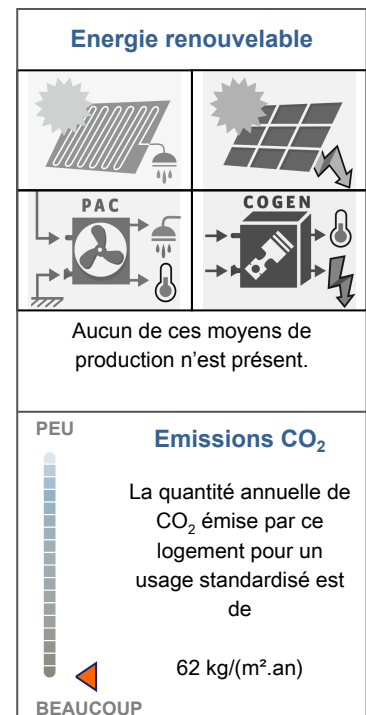 Energie renouvelable
PAC
COGEN
Aucun de ces moyens de
production n’est présent.
PEU
Emissions CO₂
La quantité annuelle de
CO₂ émise par ce
logement pour un
usage standardisé est
de
62 kg/(m².an)
BEAUCOUP